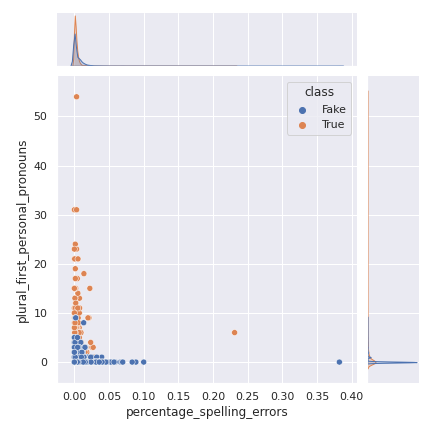 class
Fake
True
plural_first_personal_pronouns
50
40
30
20
10
0
0.00 0.05 0.10 0.15 0.20 0.25 0.30 0.35 0.40
percentage_spelling_errors